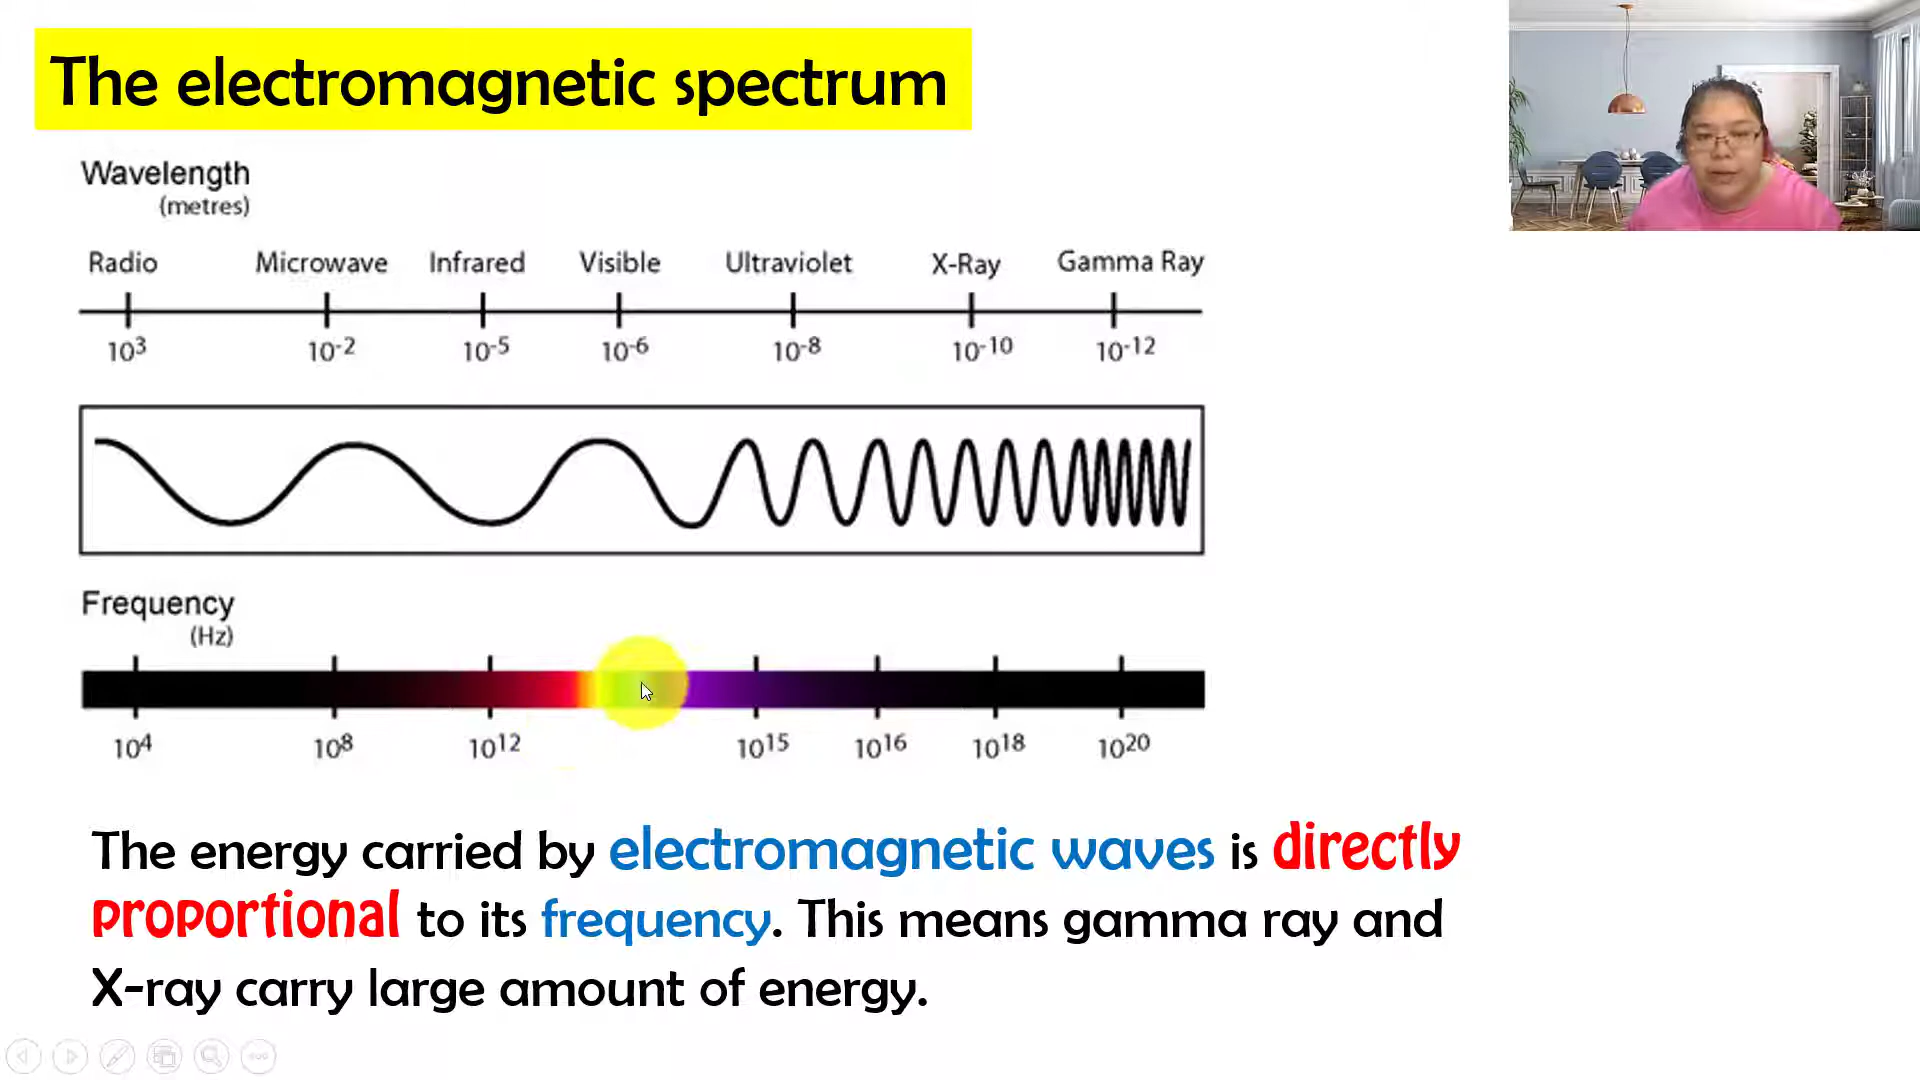 The electromagnetic spectrum
Wavelength
(metres)
Radio Microwave Infrared Visible Ultraviolet X-Ray Gamma Ray
10³ 10⁻² 10⁻⁵ 10⁻⁶ 10⁻⁸ 10⁻¹⁰ 10⁻¹²
Frequency
(Hz)
10⁴ 10⁸ 10¹² 10¹⁵ 10¹⁶ 10¹⁸ 10²⁰
The energy carried by electromagnetic waves is directly
proportional to its frequency. This means gamma ray and
X-ray carry large amount of energy.